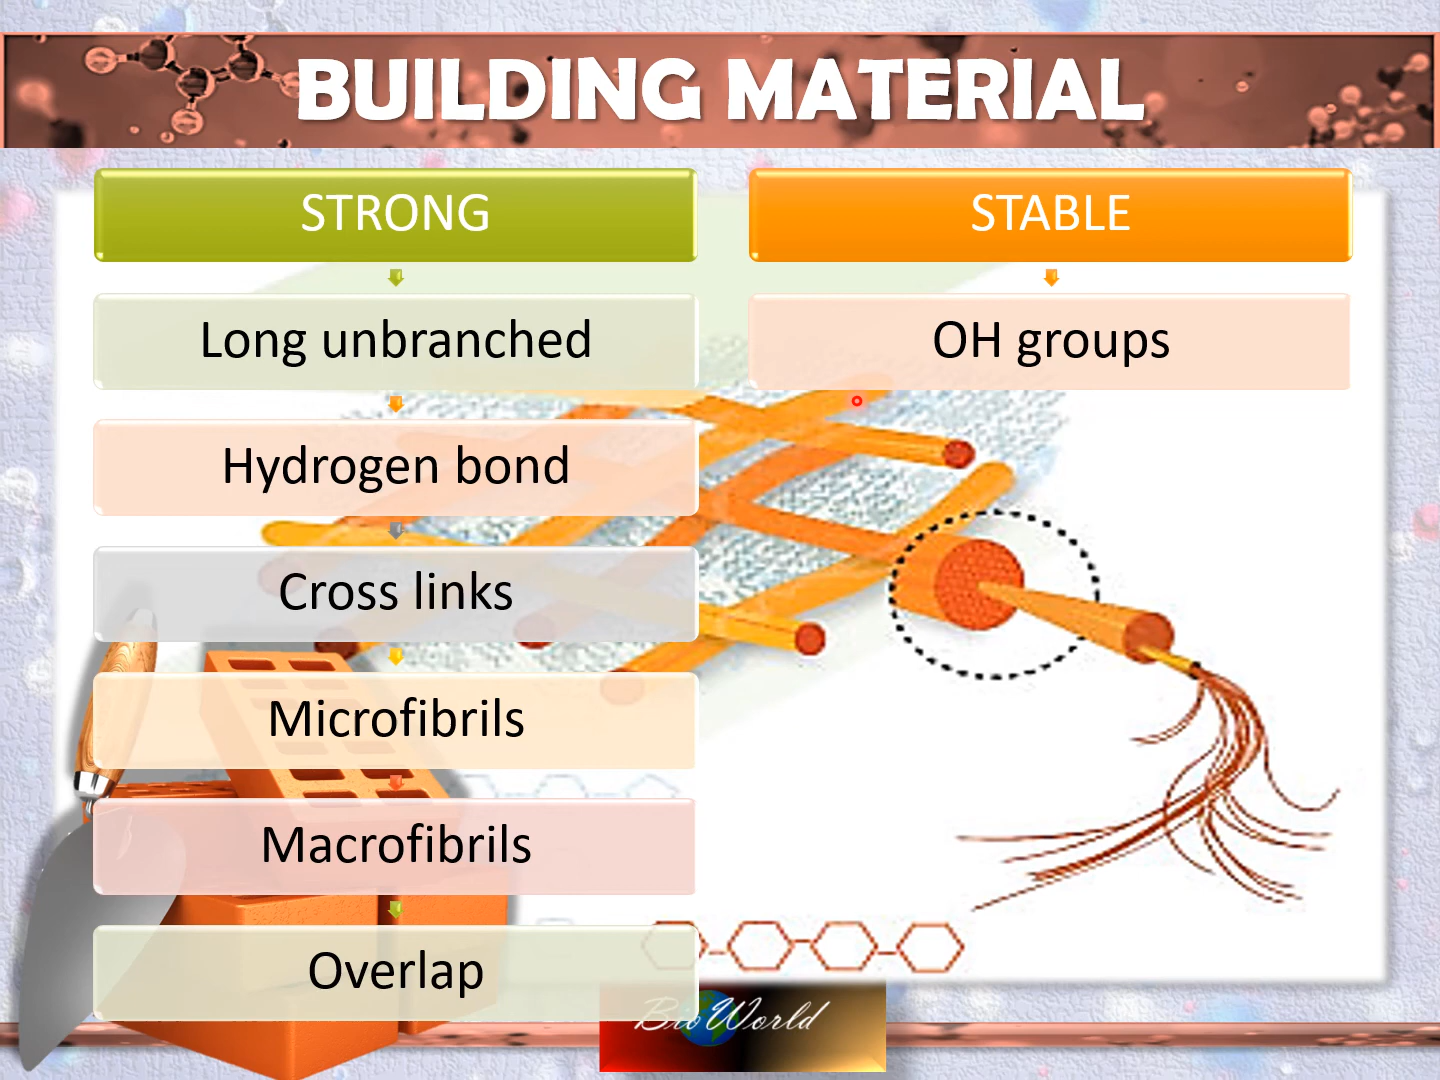 BUILDING MATERIAL
STRONG
Long unbranched
Hydrogen bond
Cross links
Microfibrils
Macrofibrils
Overlap
STABLE
OH groups
BioWorld